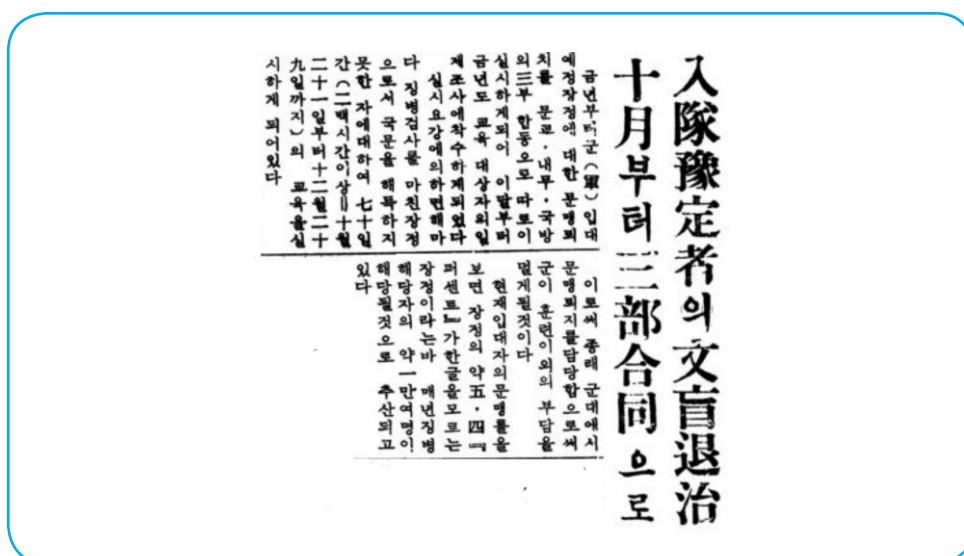 入隊豫定者의文盲退治
十月부터三部合同으로
금년부터군(軍)입대
예정장정에 대한 문맹퇴
치를 문교·내무·국방
의三부 합동으로 따로이
실시하게되어 이달부터
금년도 교육 대상자의일
제조사에착수하게되었다
실시요강에의하면해마
다 징병검사를 마친장정
으로서 국문을 해득하지
못한 자에대하여 七十일
간(二백시간이상=十월
二十一일부터十二월二十
九일까지)의 교육을실
시하게 되어있다
이로써 종래 군대에서
문맹퇴지를담당함으로써
군이 훈련이외의 부담을
덜게될것이다
현재입대자의문맹률을
보면 장정의 약五·四『
퍼센트』가한글을모르는
장정이라는바 매년징병
해당자의 약一만여명이
해당될것으로 추산되고
있다